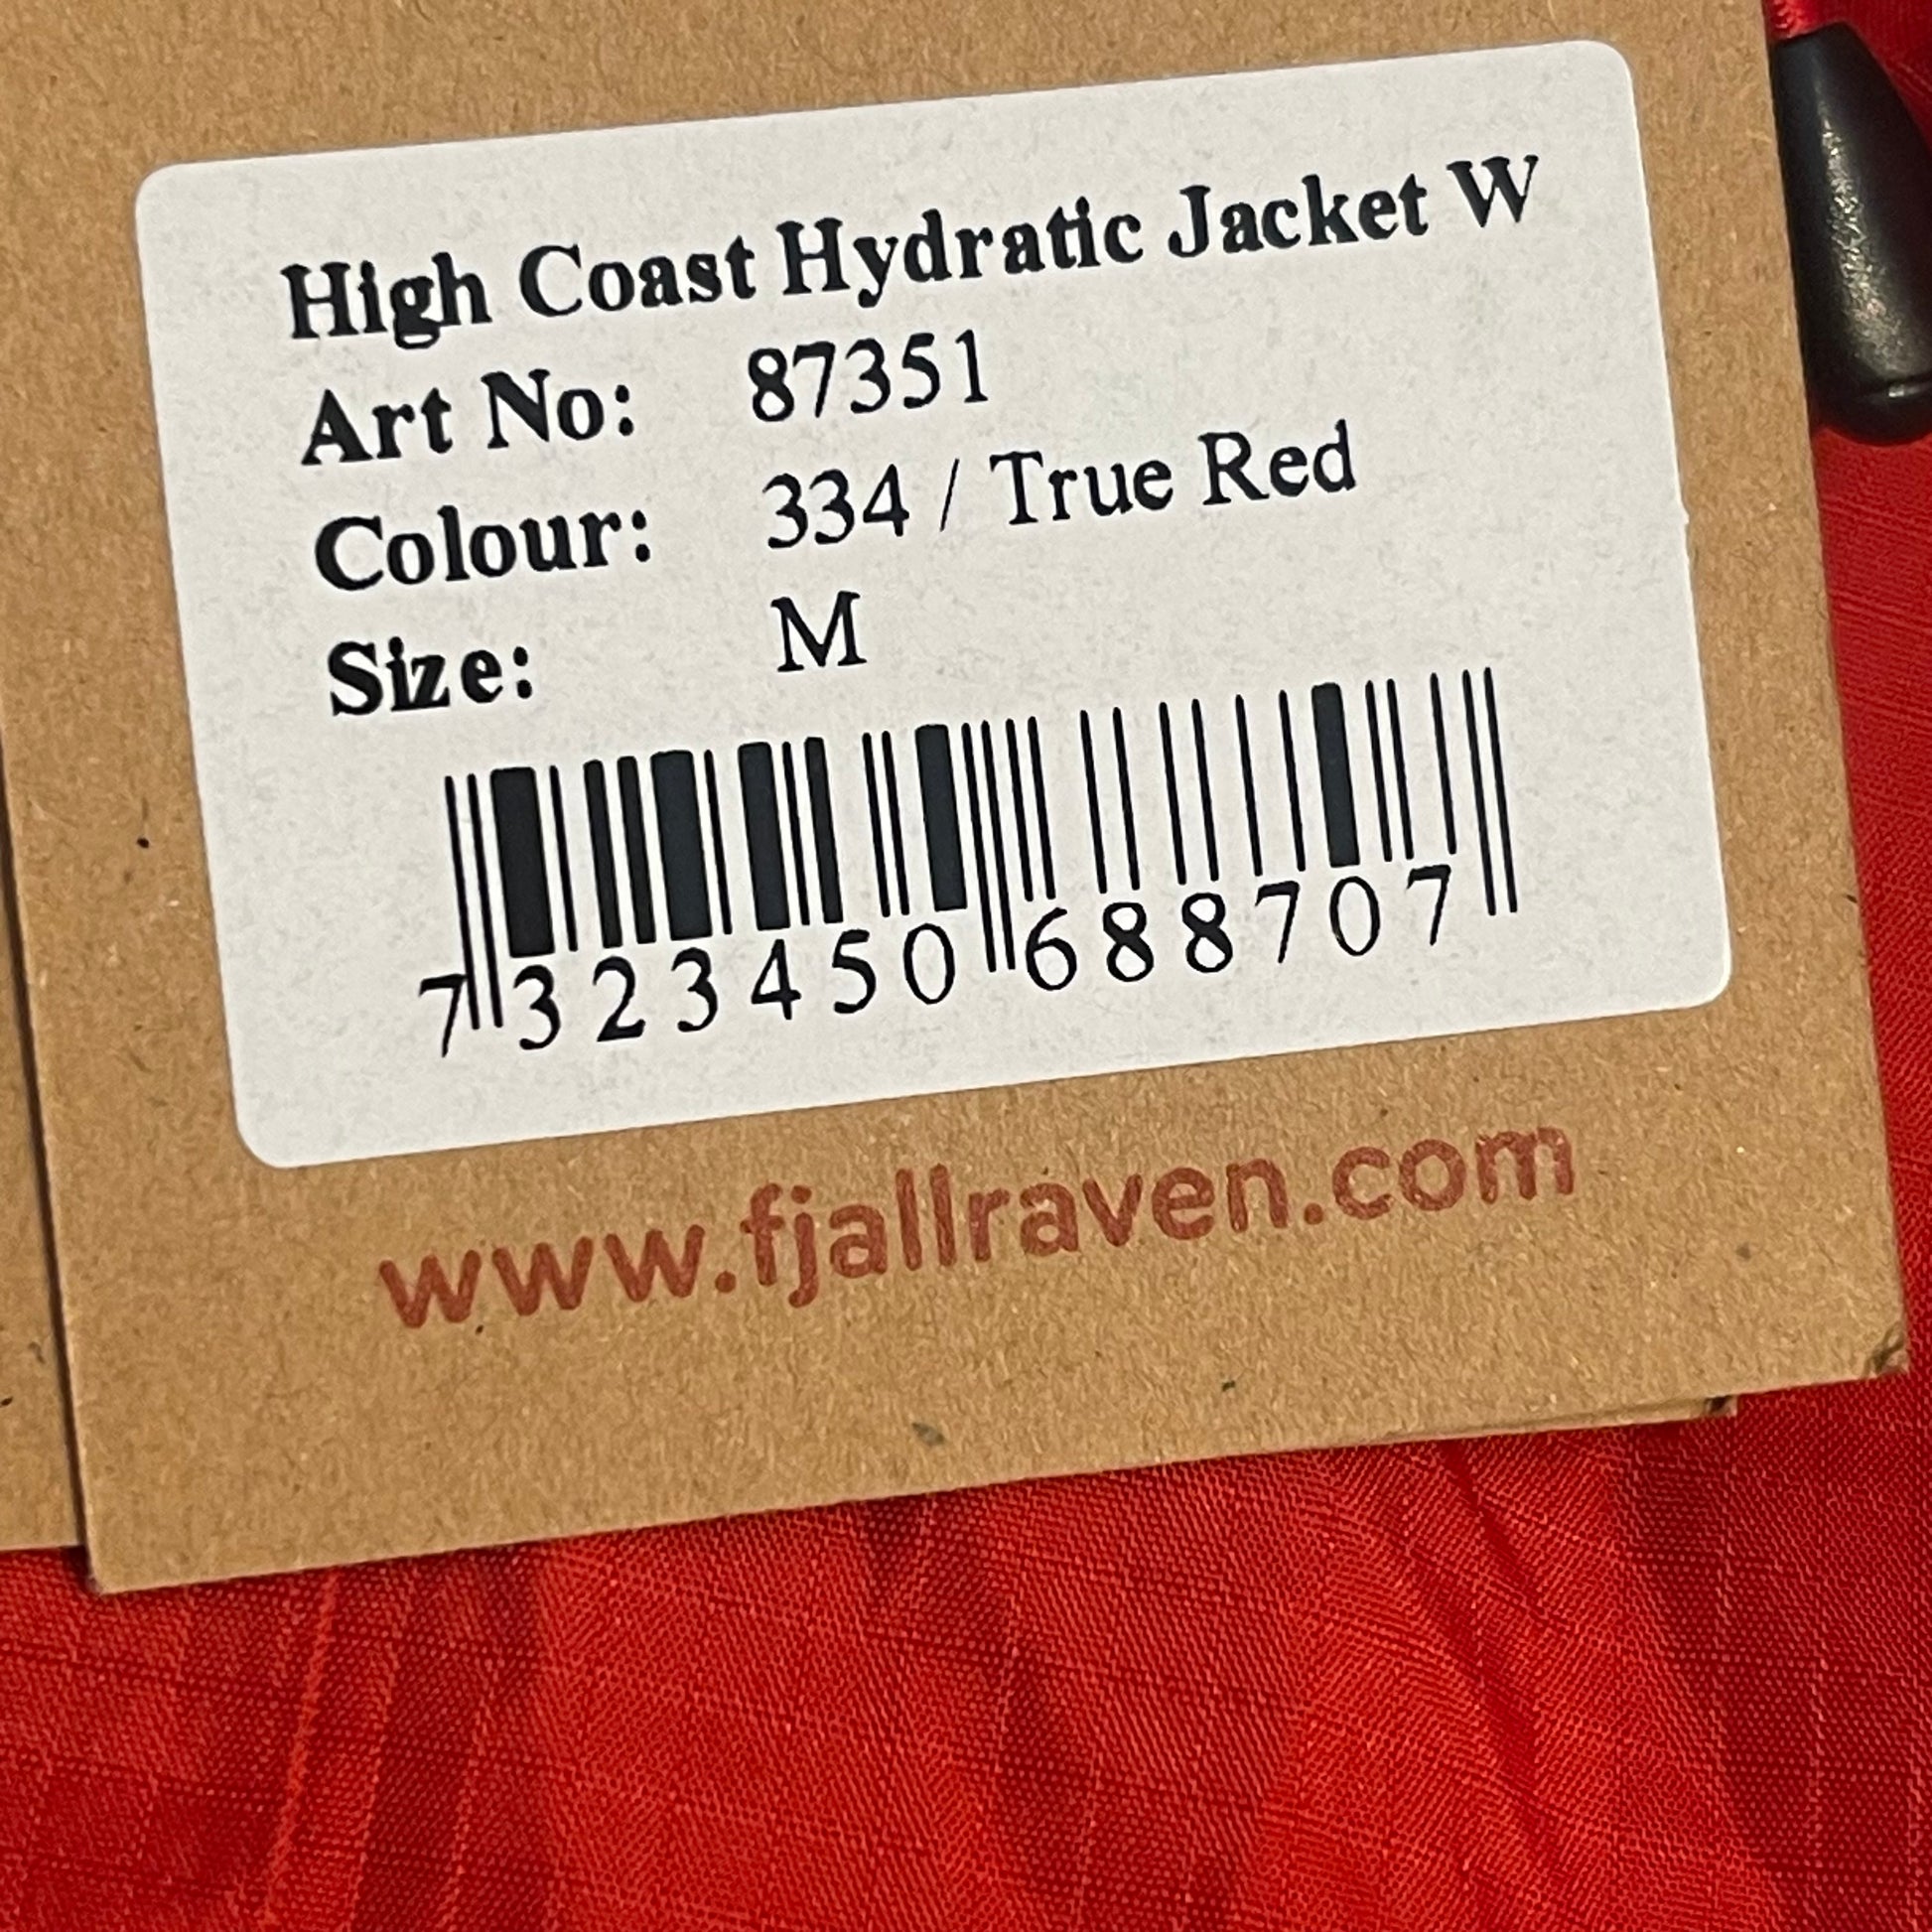 High Coast Hydratic Jacket W
Art No: 87351
Colour: 334 / True Red
Size: M
7 323450 688707
www.fjallraven.com